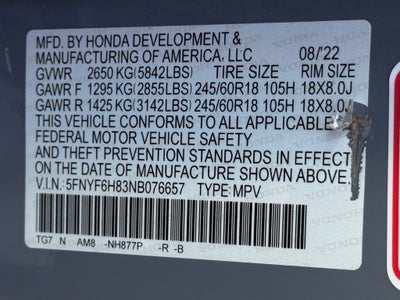 MFD. BY HONDA DEVELOPMENT &
MANUFACTURING OF AMERICA, LLC 08/'22
GVWR 2650 KG(5842LBS) TIRE SIZE RIM SIZE
GAWR F 1295 KG(2855LBS) 245/60R18 105H 18X8.0J
GAWR R 1425 KG(3142LBS) 245/60R18 105H 18X8.0J
THIS VEHICLE CONFORMS TO ALL APPLICABLE
FEDERAL MOTOR VEHICLE SAFETY
AND THEFT PREVENTION STANDARDS IN EFFECT
ON THE DATE OF MANUFACTURE SHOWN ABOVE.
V.I.N.:5FNYF6H83NB076657 TYPE:MPV
TG7 N AM8 -NH877P -R -B